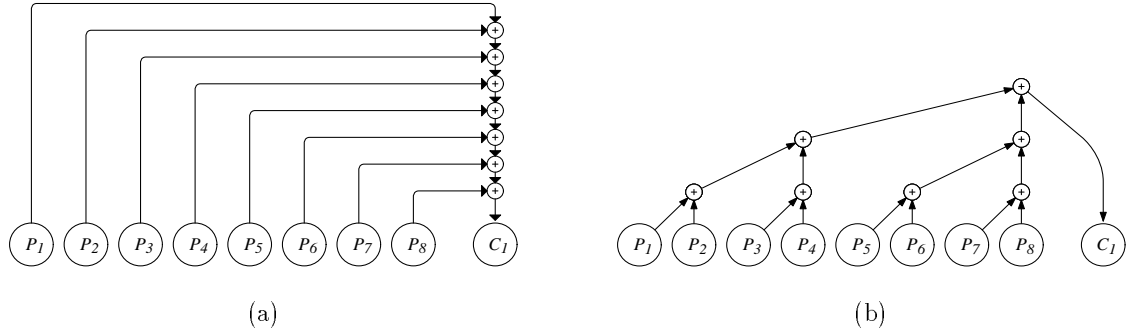 +
+
+
+
+
+
+
P1 P2 P3 P4 P5 P6 P7 P8 C1
(a)
+
+ +
+ + + +
P1 P2 P3 P4 P5 P6 P7 P8 C1
(b)